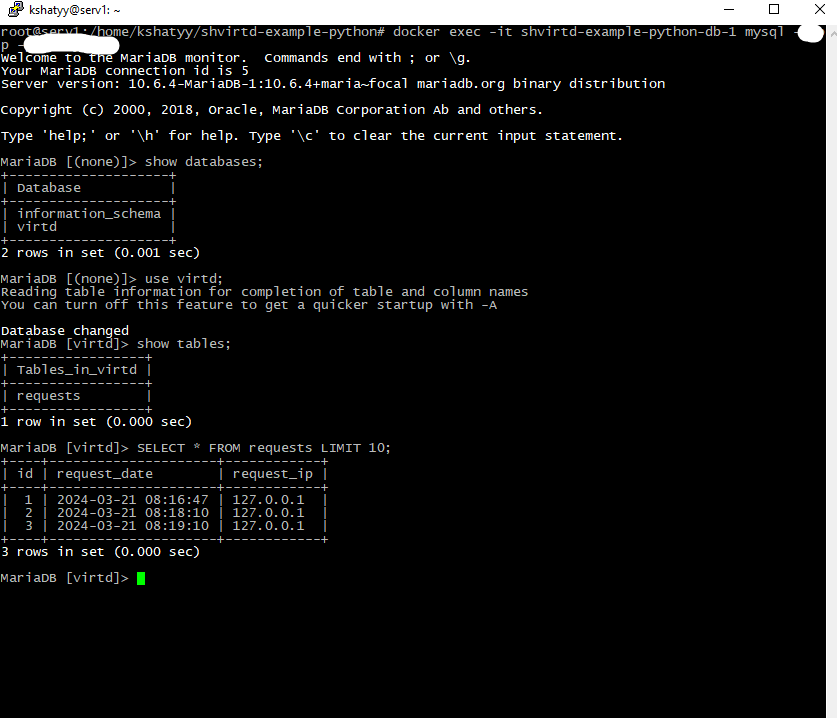 kshatyy@serv1: ~
root@serv1:/home/kshatyy/shvirtd-example-python# docker exec -it shvirtd-example-python-db-1 mysql -
p -
Welcome to the MariaDB monitor.  Commands end with ; or \g.
Your MariaDB connection id is 5
Server version: 10.6.4-MariaDB-1:10.6.4+maria~focal mariadb.org binary distribution
Copyright (c) 2000, 2018, Oracle, MariaDB Corporation Ab and others.
Type 'help;' or '\h' for help. Type '\c' to clear the current input statement.
MariaDB [(none)]> show databases;
+--------------------+
| Database           |
+--------------------+
| information_schema |
| virtd              |
+--------------------+
2 rows in set (0.001 sec)
MariaDB [(none)]> use virtd;
Reading table information for completion of table and column names
You can turn off this feature to get a quicker startup with -A
Database changed
MariaDB [virtd]> show tables;
+-----------------+
| Tables_in_virtd |
+-----------------+
| requests        |
+-----------------+
1 row in set (0.000 sec)
MariaDB [virtd]> SELECT * FROM requests LIMIT 10;
+----+---------------------+------------+
| id | request_date        | request_ip |
+----+---------------------+------------+
|  1 | 2024-03-21 08:16:47 | 127.0.0.1  |
|  2 | 2024-03-21 08:18:10 | 127.0.0.1  |
|  3 | 2024-03-21 08:19:10 | 127.0.0.1  |
+----+---------------------+------------+
3 rows in set (0.000 sec)
MariaDB [virtd]>